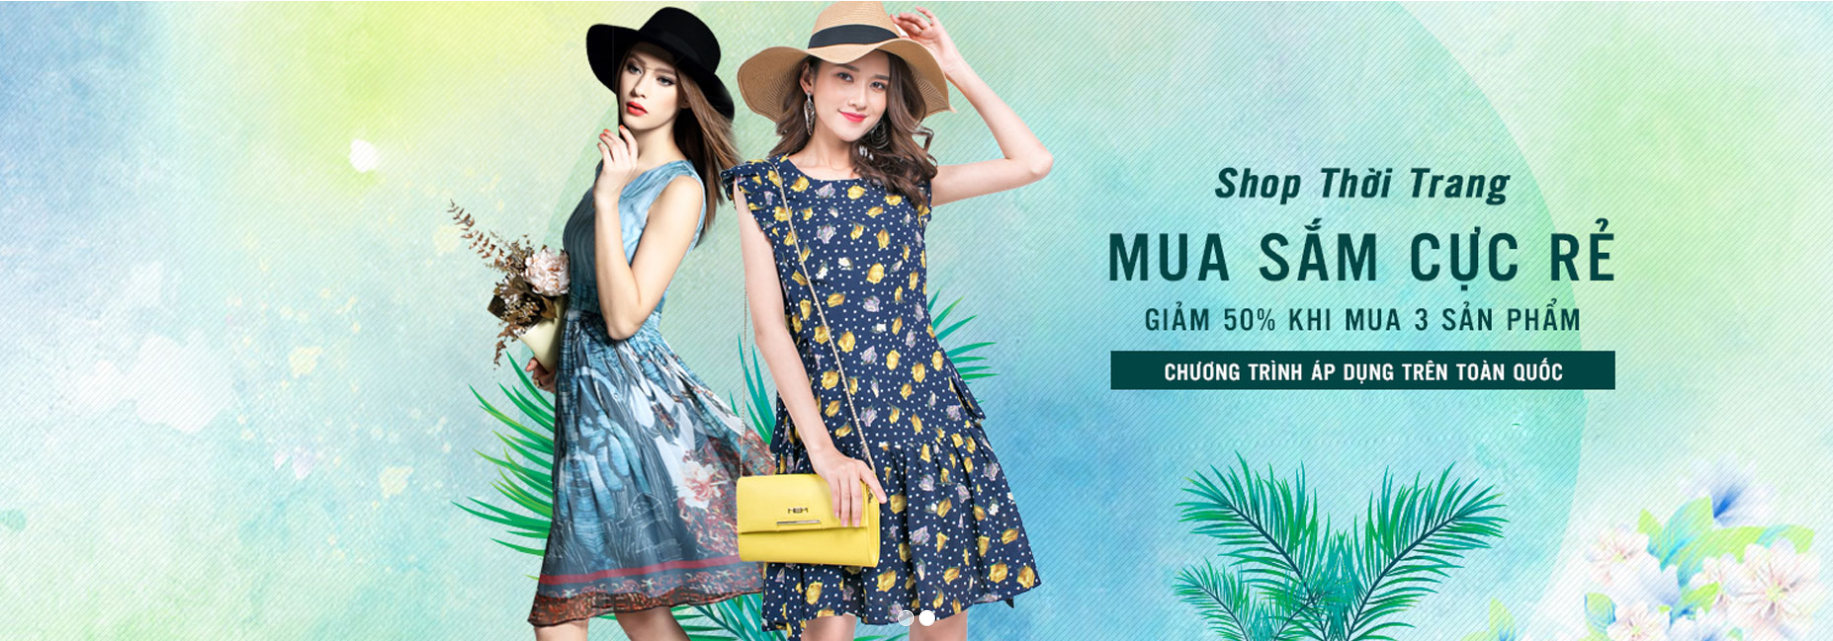 Shop Thời Trang
MUA SẮM CỰC RẺ
GIẢM 50% KHI MUA 3 SẢN PHẨM
CHƯƠNG TRÌNH ÁP DỤNG TRÊN TOÀN QUỐC